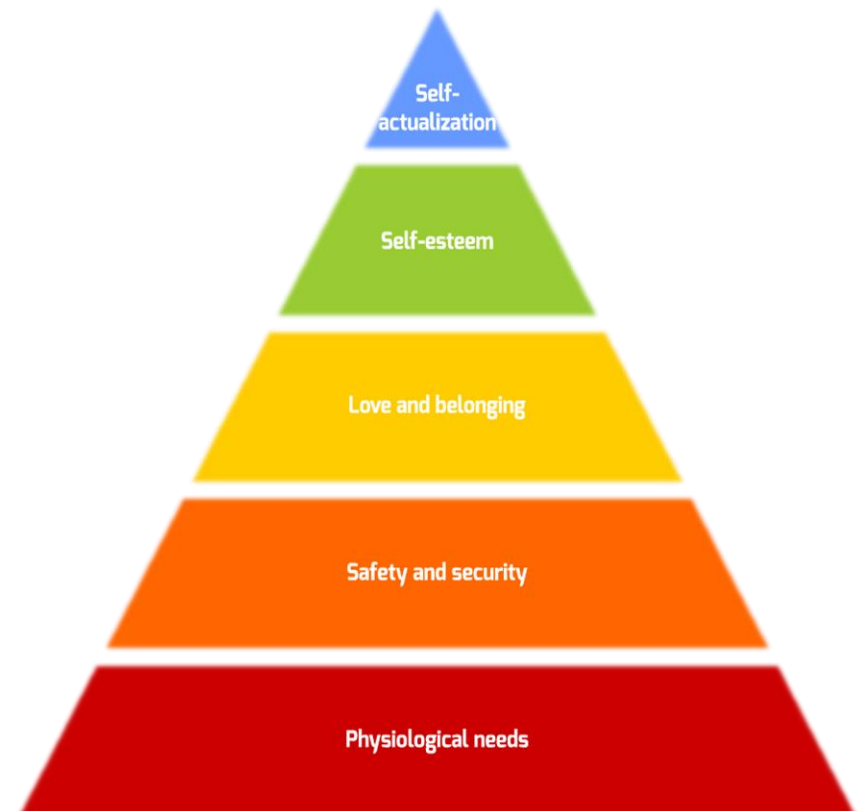 Self-
actualization
Self-esteem
Love and belonging
Safety and security
Physiological needs